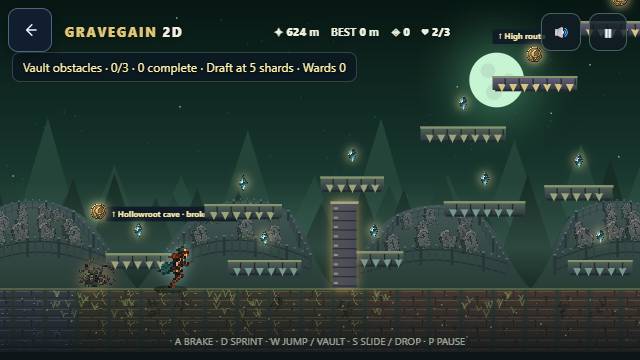 GRAVEGAIN 2D
624 m BEST 0 m 0 2/3
↑ High rout
Vault obstacles · 0/3 · 0 complete · Draft at 5 shards · Wards 0
↑ Hollowroot cave · brok
A BRAKE · D SPRINT · W JUMP / VAULT · S SLIDE / DROP · P PAUSE